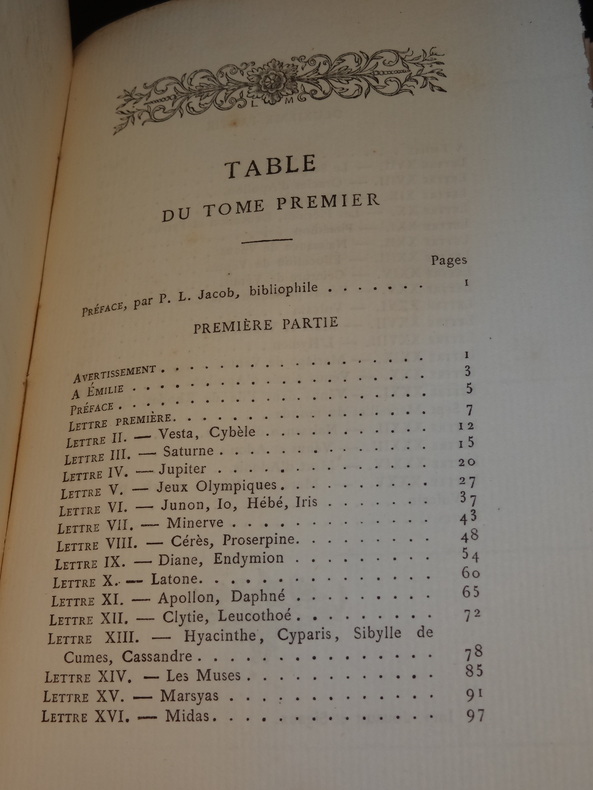 L M
TABLE
DU TOME PREMIER
Pages
PRÉFACE, par P. L. Jacob, bibliophile . . . . . . . I
PREMIÈRE PARTIE
AVERTISSEMENT . . . . . . . . . . . . . . . . 1
A ÉMILIE . . . . . . . . . . . . . . . . . . 3
PRÉFACE . . . . . . . . . . . . . . . . . . 5
LETTRE PREMIÈRE. . . . . . . . . . . . . . . . 7
LETTRE II. — Vesta, Cybèle . . . . . . . . . . 12
LETTRE III. — Saturne . . . . . . . . . . . . . 15
LETTRE IV. — Jupiter . . . . . . . . . . . . . 20
LETTRE V. — Jeux Olympiques . . . . . . . . . 27
LETTRE VI. — Junon, Io, Hébé, Iris . . . . . . . 37
LETTRE VII. — Minerve . . . . . . . . . . . . 43
LETTRE VIII. — Cérès, Proserpine. . . . . . . . 48
LETTRE IX. — Diane, Endymion . . . . . . . . 54
LETTRE X. — Latone. . . . . . . . . . . . . . 60
LETTRE XI. — Apollon, Daphné . . . . . . . . 65
LETTRE XII. — Clytie, Leucothoé . . . . . . . . 72
LETTRE XIII. — Hyacinthe, Cyparis, Sibylle de
Cumes, Cassandre . . . . . . . . . . . . . . 78
LETTRE XIV. — Les Muses . . . . . . . . . . . 85
LETTRE XV. — Marsyas . . . . . . . . . . . . 91
LETTRE XVI. — Midas. . . . . . . . . . . . . 97